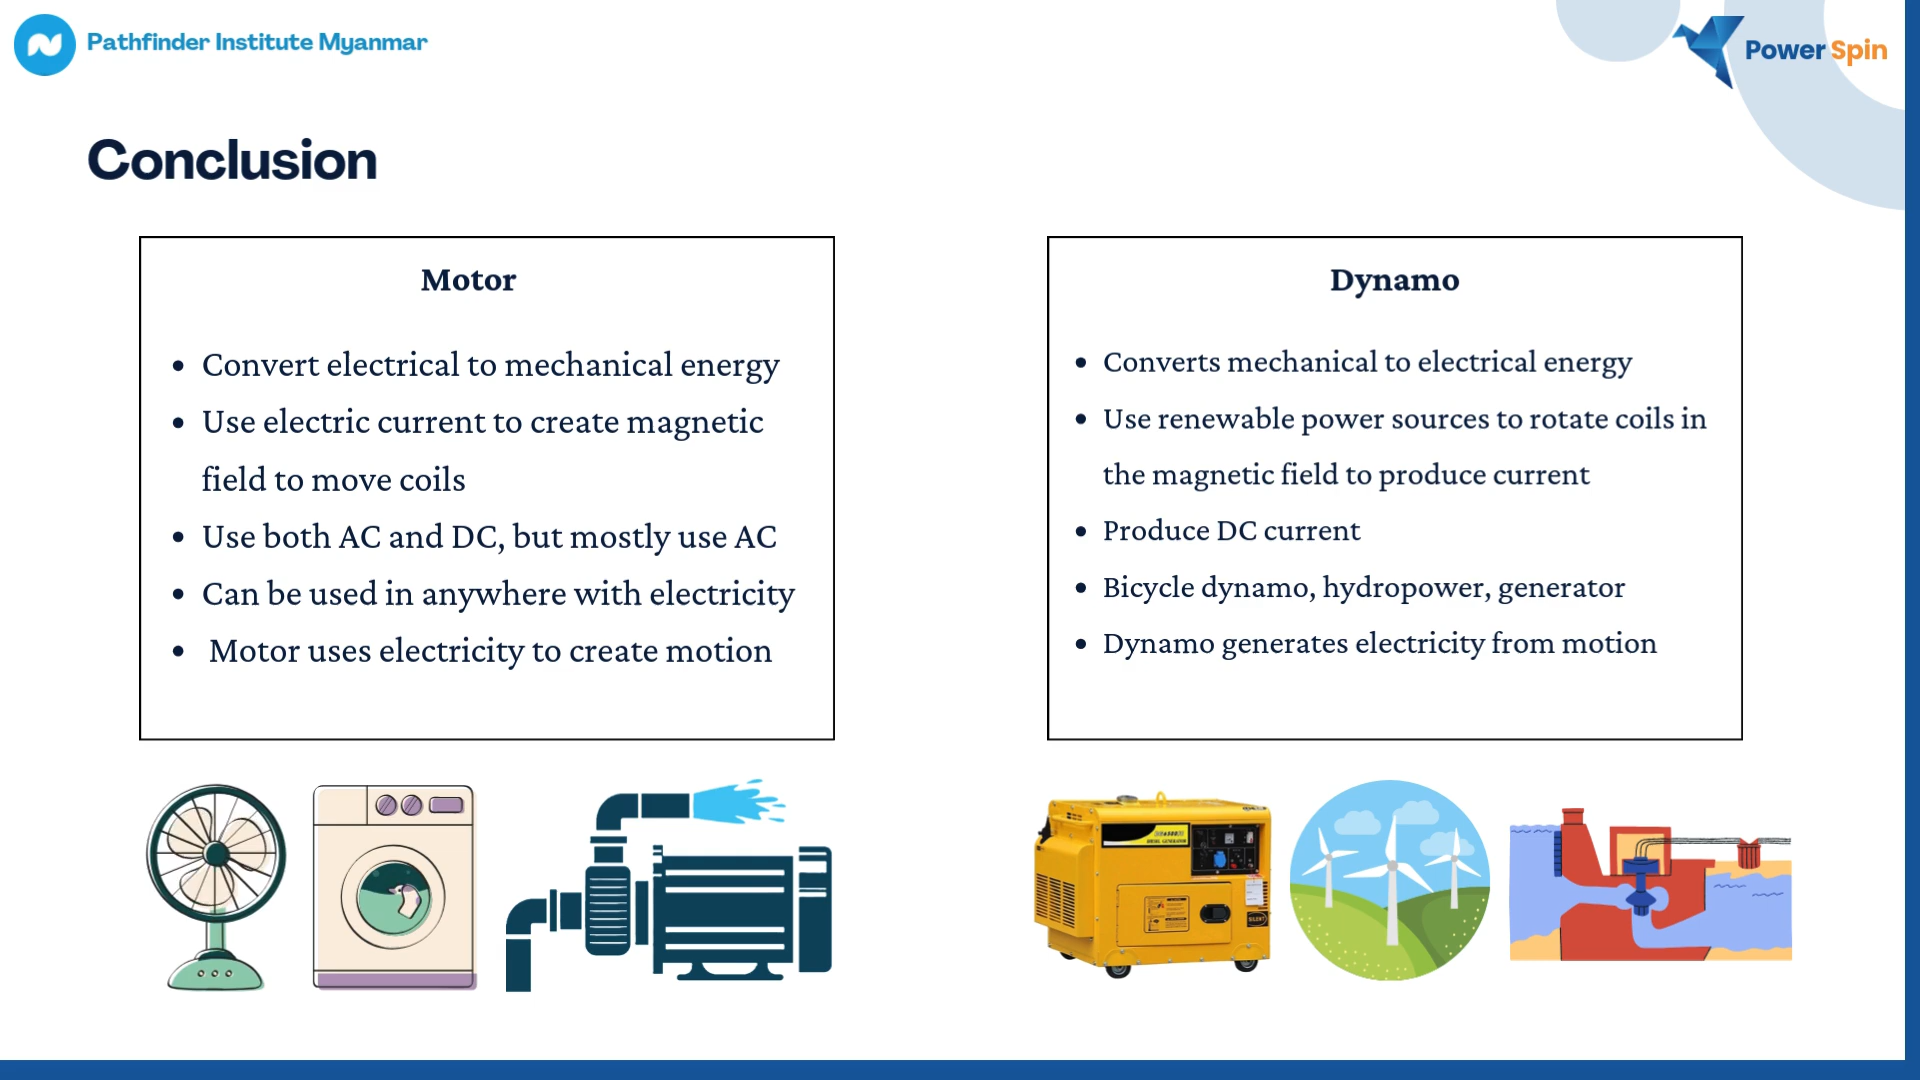 Pathfinder Institute Myanmar
Power Spin
Conclusion
Motor
• Convert electrical to mechanical energy
• Use electric current to create magnetic
field to move coils
• Use both AC and DC, but mostly use AC
• Can be used in anywhere with electricity
• Motor uses electricity to create motion
Dynamo
• Converts mechanical to electrical energy
• Use renewable power sources to rotate coils in
the magnetic field to produce current
• Produce DC current
• Bicycle dynamo, hydropower, generator
• Dynamo generates electricity from motion
DIESEL GENERATOR
SILENT